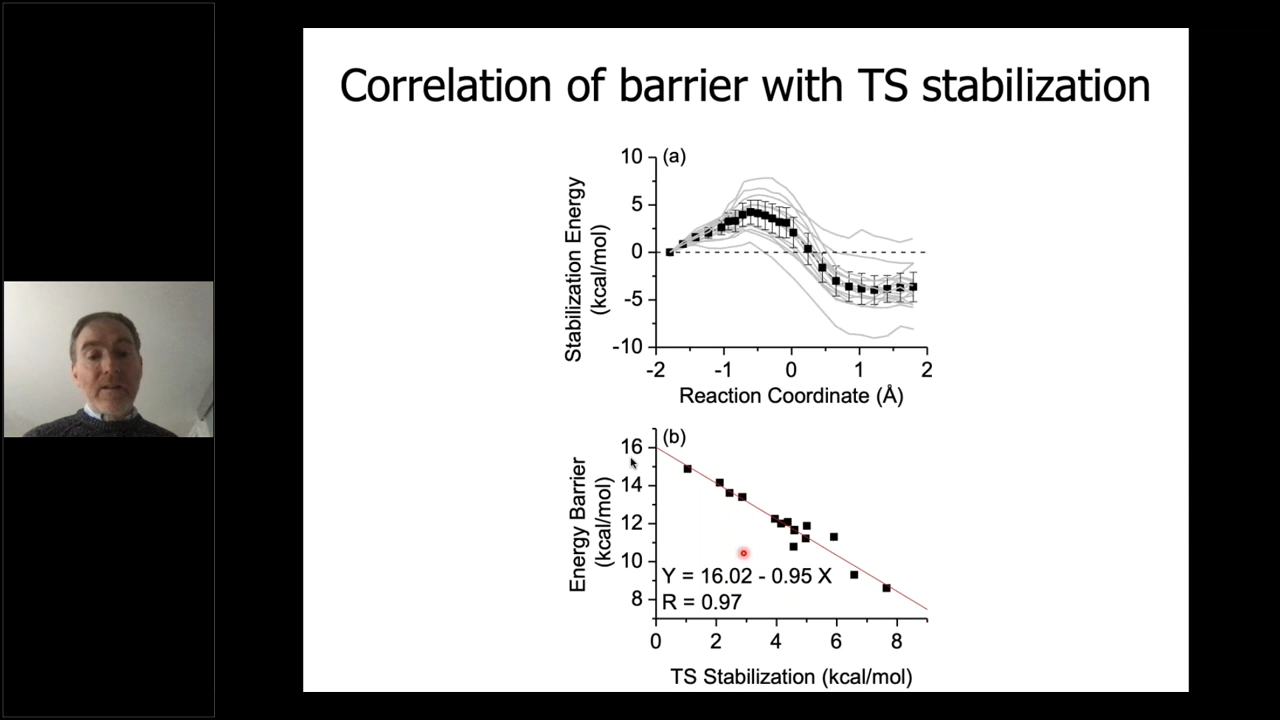 Correlation of barrier with TS stabilization
(a)
Stabilization Energy
(kcal/mol)
10
5
0
-5
-10
-2
-1
0
1
2
Reaction Coordinate (Å)
(b)
Energy Barrier
(kcal/mol)
16
14
12
10
8
Y = 16.02 - 0.95 X
R = 0.97
0
2
4
6
8
TS Stabilization (kcal/mol)